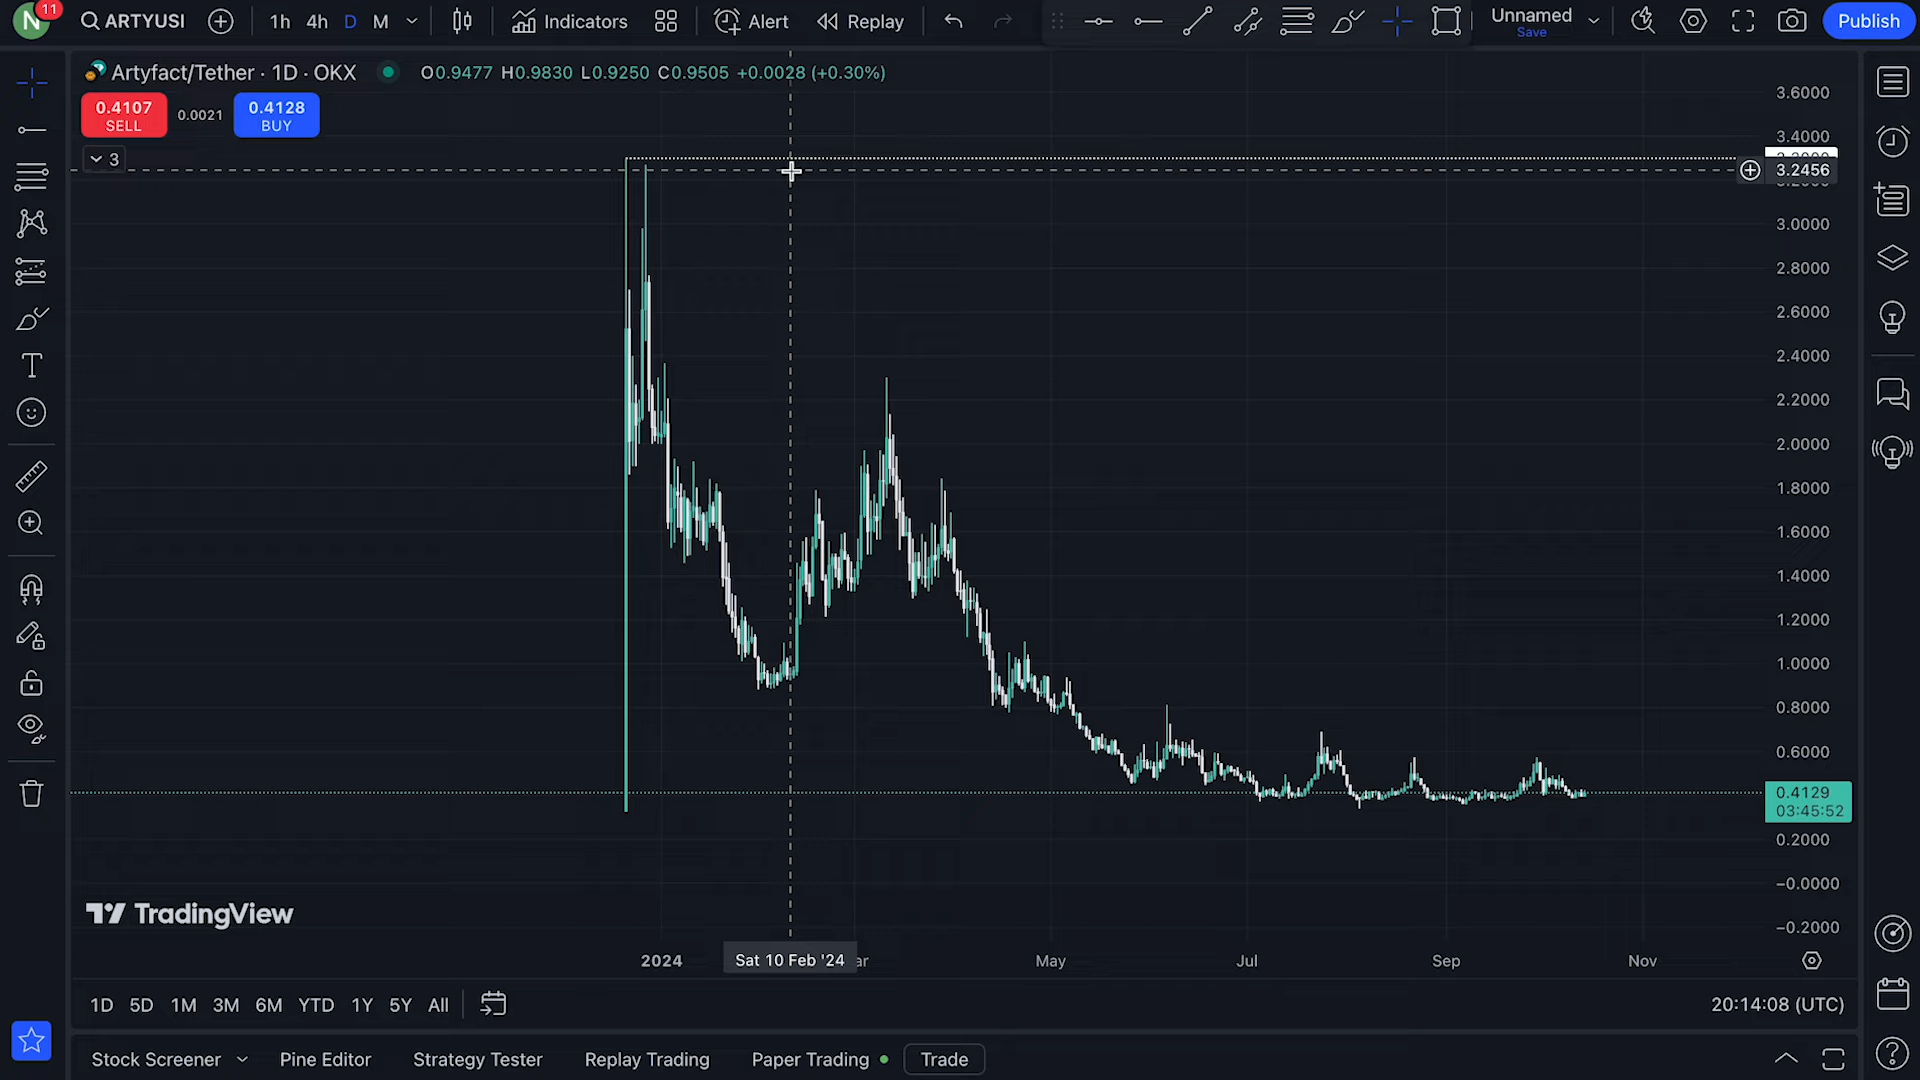 N
11
ARTYUSI
1h 4h D M
Indicators
Alert
Replay
Unnamed
Save
Publish
Artyfact/Tether · 1D · OKX
O0.9477 H0.9830 L0.9250 C0.9505 +0.0028 (+0.30%)
0.4107
SELL
0.0021
0.4128
BUY
3
3.6000
3.4000
3.2456
3.0000
2.8000
2.6000
2.4000
2.2000
2.0000
1.8000
1.6000
1.4000
1.2000
1.0000
0.8000
0.6000
0.4129
03:45:52
0.2000
−0.0000
−0.2000
TradingView
2024
Sat 10 Feb '24
May
Jul
Sep
Nov
1D 5D 1M 3M 6M YTD 1Y 5Y All
20:14:08 (UTC)
Stock Screener
Pine Editor
Strategy Tester
Replay Trading
Paper Trading
Trade